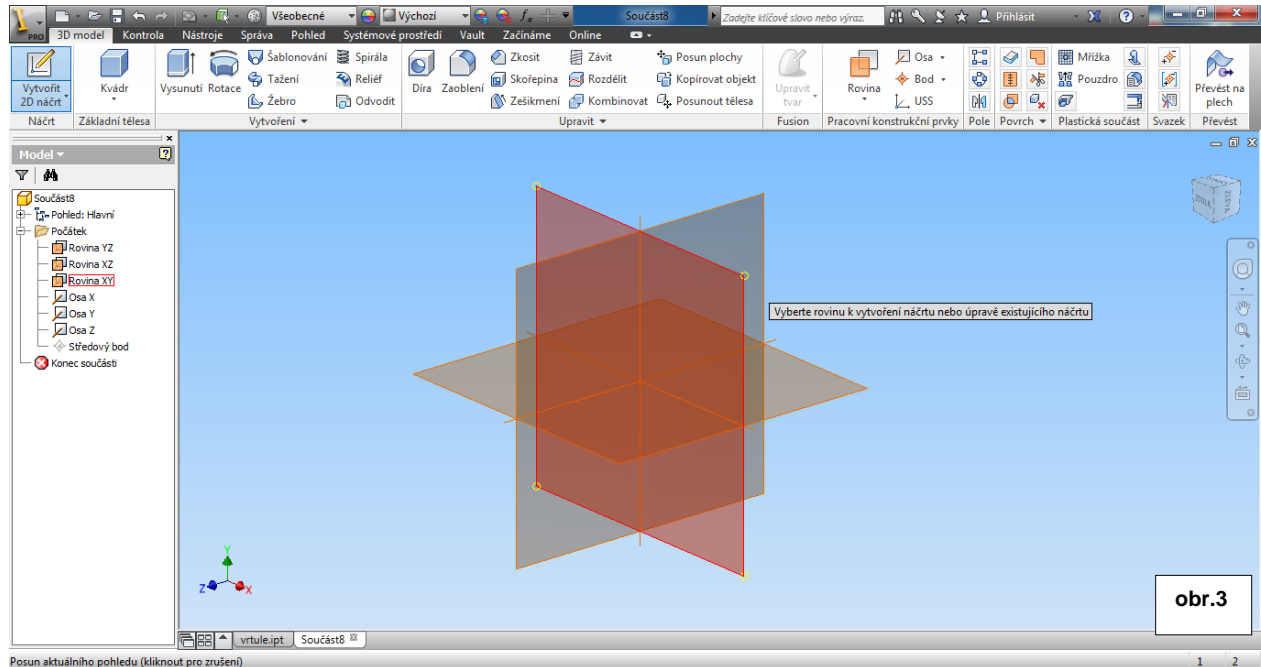 Všeobecné Výchozí Součást8 Zadejte klíčové slovo nebo výraz. Přihlásit
PRO 3D model Kontrola Nástroje Správa Pohled Systémové prostředí Vault Začínáme Online
Vytvořit 2D náčrt
Kvádr
Vysunutí Rotace
Šablonování Spirála
Tažení Reliéf
Žebro Odvodit
Díra Zaoblení
Zkosit Závit Posun plochy
Skořepina Rozdělit Kopírovat objekt
Zešikmení Kombinovat Posunout tělesa
Upravit tvar
Rovina
Osa
Bod
USS
Mřížka
Pouzdro
Převést na plech
Náčrt Základní tělesa Vytvoření Upravit Fusion Pracovní konstrukční prvky Pole Povrch Plastická součást Svazek Převést
Model
Součást8
Pohled: Hlavní
Počátek
Rovina YZ
Rovina XZ
Rovina XY
Osa X
Osa Y
Osa Z
Středový bod
Konec součásti
ZLEVA
Vyberte rovinu k vytvoření náčrtu nebo úpravě existujícího náčrtu
Y
Z X
obr.3
vrtule.ipt Součást8
Posun aktuálního pohledu (kliknout pro zrušení) 1 2